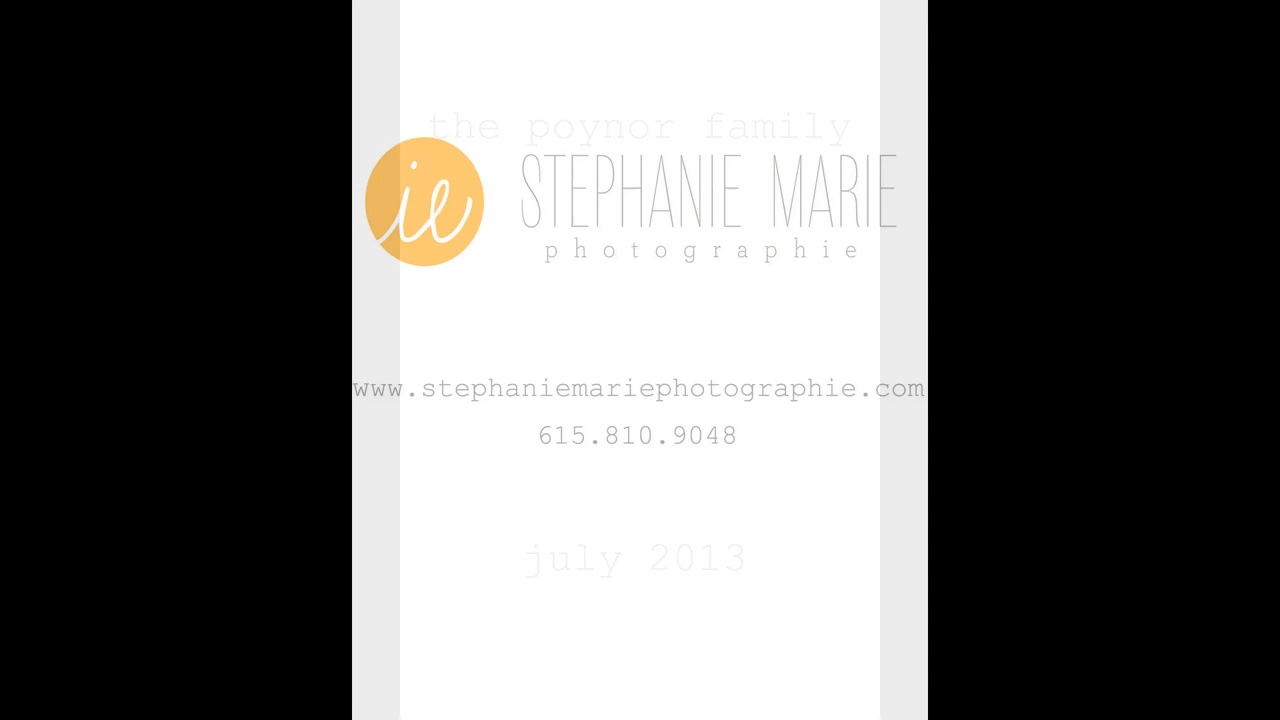 the poynor family
ie
STEPHANIE MARIE
photographie
www.stephaniemariephotographie.com
615.810.9048
july 2013